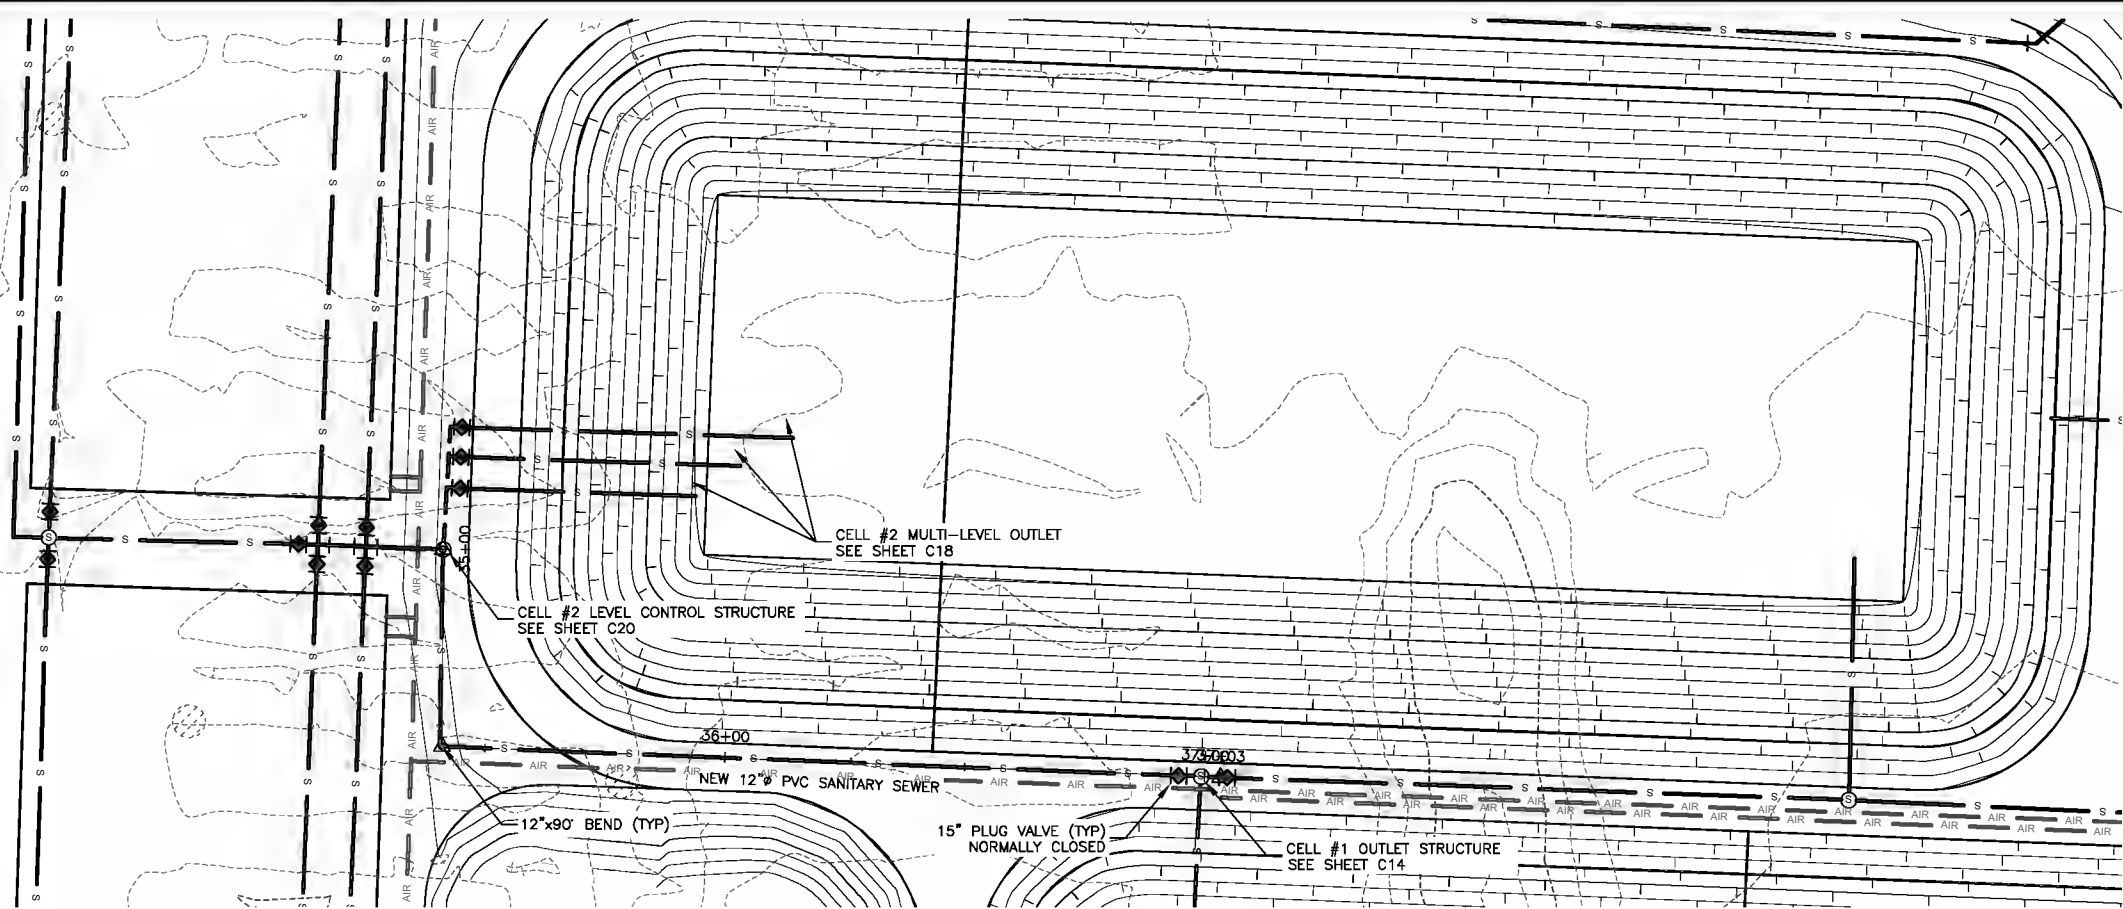 CELL #2 MULTI-LEVEL OUTLET
SEE SHEET C18
35+00
CELL #2 LEVEL CONTROL STRUCTURE
SEE SHEET C20
36+00
NEW 12"ø PVC SANITARY SEWER
12"x90° BEND (TYP)
15" PLUG VALVE (TYP)
NORMALLY CLOSED
CELL #1 OUTLET STRUCTURE
SEE SHEET C14
AIR
S